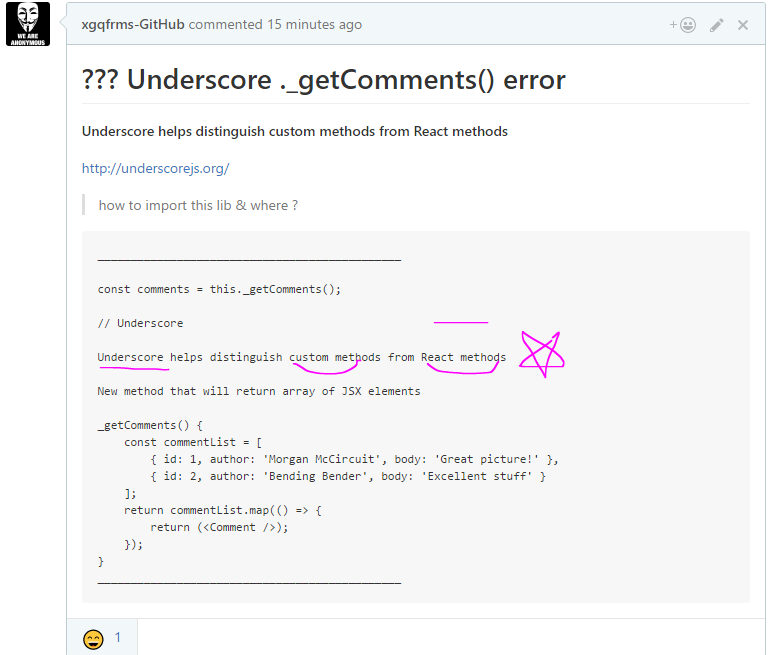 WE ARE
ANONYMOUS
xgqfrms-GitHub commented 15 minutes ago
??? Underscore ._getComments() error
Underscore helps distinguish custom methods from React methods
http://underscorejs.org/
how to import this lib & where ?
const comments = this._getComments();
// Underscore
Underscore helps distinguish custom methods from React methods
New method that will return array of JSX elements
_getComments() {
    const commentList = [
        { id: 1, author: 'Morgan McCircuit', body: 'Great picture!' },
        { id: 2, author: 'Bending Bender', body: 'Excellent stuff' }
    ];
    return commentList.map(() => {
        return (<Comment />);
    });
}
1